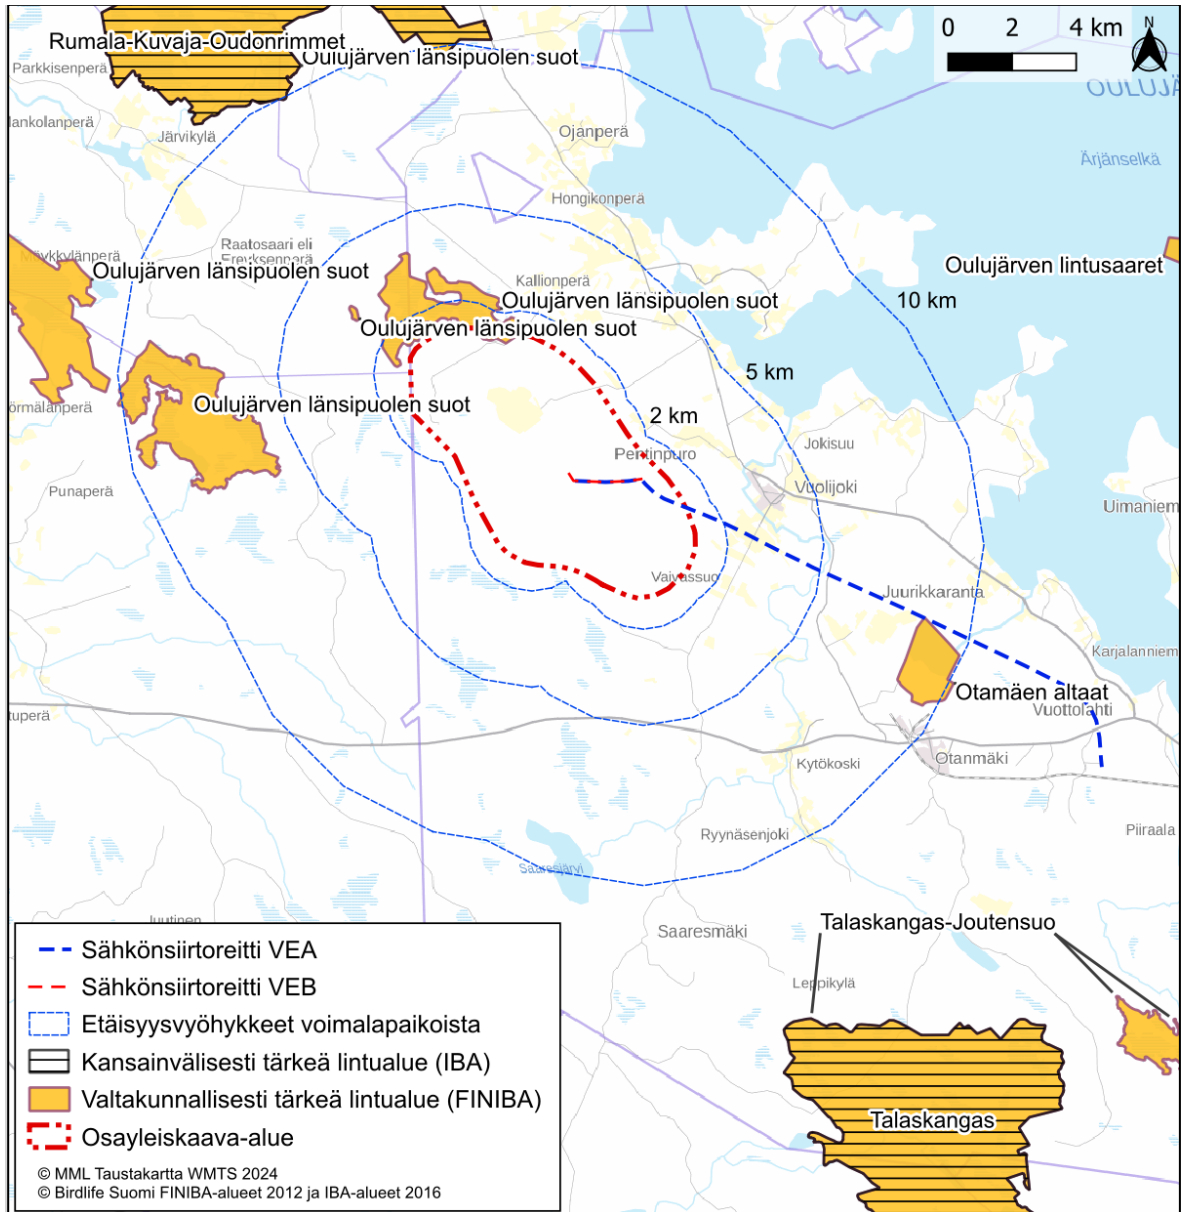 Rumala-Kuvaja-Oudonrimmet
Oulujärven länsipuolen suot
0 2 4 km
N
Parkkisenperä
OULUJÄ
Järvikylä
Ojanperä
Ärjänselkä
Hongikonperä
Raatosaari eli
Oulujärven länsipuolen suot
Kallionperä
Oulujärven lintusaaret
Oulujärven länsipuolen suot
10 km
Oulujärven länsipuolen suot
5 km
Oulujärven länsipuolen suot
2 km
Jokisuu
Pentinpuro
Punaperä
Vuolijoki
Uimaniem
Vaivassuo
Juurikkaranta
Karjalanniem
Otamäen altaat
Vuottolahti
tuperä
Otanmäki
Kytökoski
Ryynäsenjoki
Piiraala
Saaresjärvi
Talaskangas-Joutensuo
Saaresmäki
Leppikylä
Talaskangas
Sähkönsiirtoreitti VEA
Sähkönsiirtoreitti VEB
Etäisyysvyöhykkeet voimalapaikoista
Kansainvälisesti tärkeä lintualue (IBA)
Valtakunnallisesti tärkeä lintualue (FINIBA)
Osayleiskaava-alue
© MML Taustakartta WMTS 2024
© Birdlife Suomi FINIBA-alueet 2012 ja IBA-alueet 2016